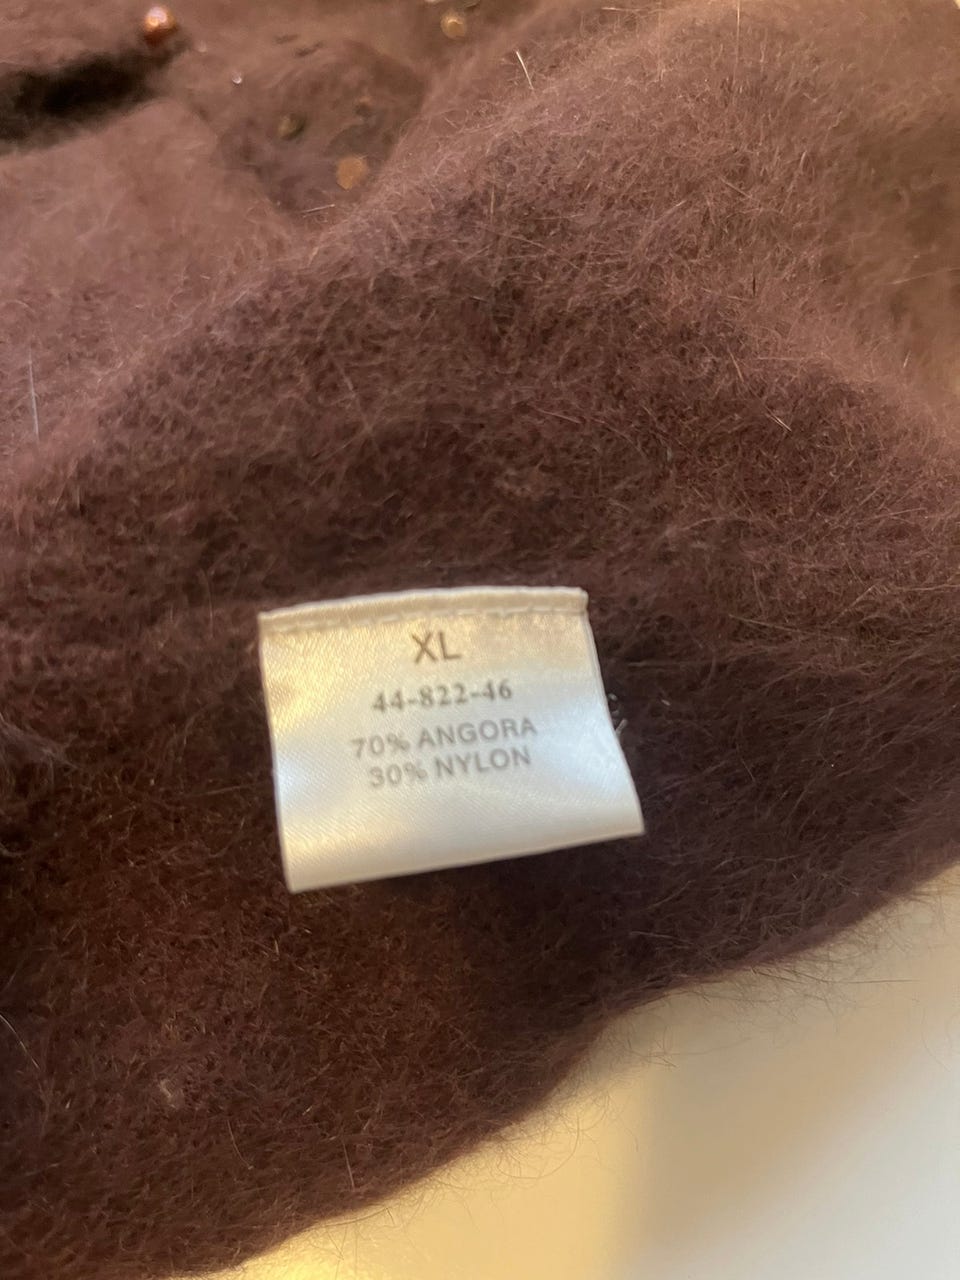 XL
44-822-46
70% ANGORA
30% NYLON